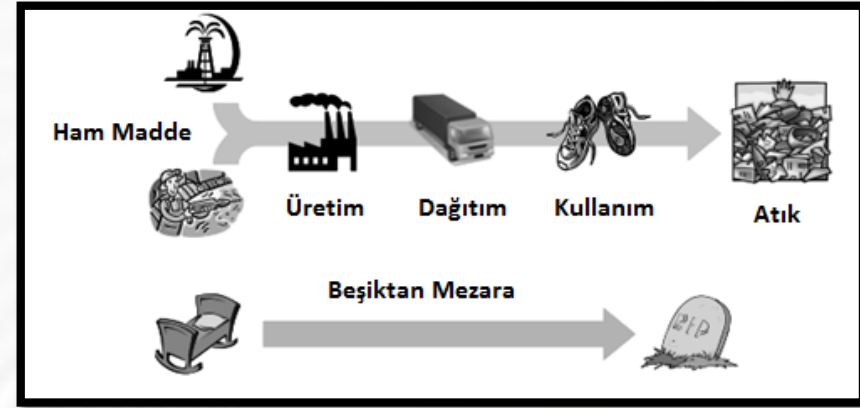 Ham Madde
Üretim
Dağıtım
Kullanım
Atık
Beşiktan Mezara
RIP